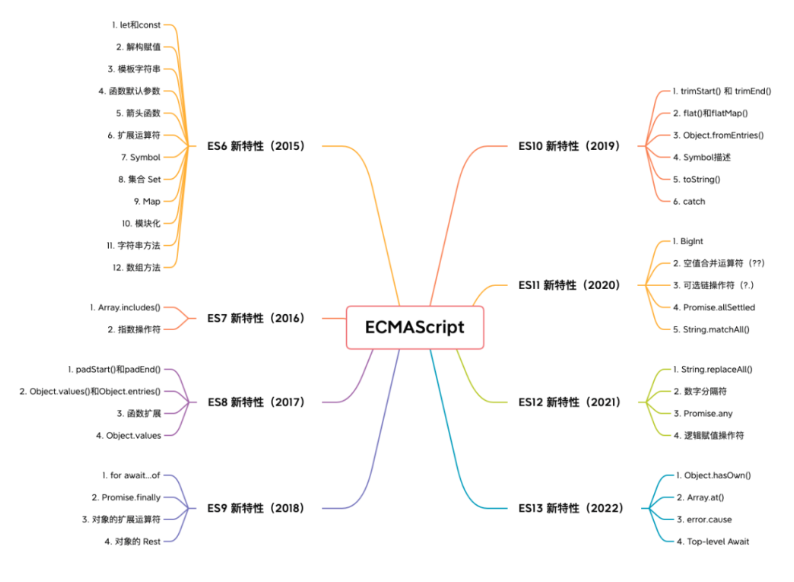 ECMAScript
ES6 新特性（2015）
1. let和const
2. 解构赋值
3. 模板字符串
4. 函数默认参数
5. 箭头函数
6. 扩展运算符
7. Symbol
8. 集合 Set
9. Map
10. 模块化
11. 字符串方法
12. 数组方法
ES7 新特性（2016）
1. Array.includes()
2. 指数操作符
ES8 新特性（2017）
1. padStart()和padEnd()
2. Object.values()和Object.entries()
3. 函数扩展
4. Object.values
ES9 新特性（2018）
1. for await...of
2. Promise.finally
3. 对象的扩展运算符
4. 对象的 Rest
ES10 新特性（2019）
1. trimStart() 和 trimEnd()
2. flat()和flatMap()
3. Object.fromEntries()
4. Symbol描述
5. toString()
6. catch
ES11 新特性（2020）
1. BigInt
2. 空值合并运算符（??）
3. 可选链操作符（?.）
4. Promise.allSettled
5. String.matchAll()
ES12 新特性（2021）
1. String.replaceAll()
2. 数字分隔符
3. Promise.any
4. 逻辑赋值操作符
ES13 新特性（2022）
1. Object.hasOwn()
2. Array.at()
3. error.cause
4. Top-level Await